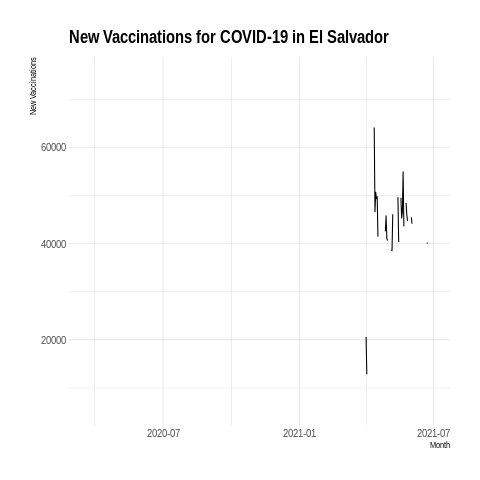 New Vaccinations for COVID-19 in El Salvador
New Vaccinations
60000
40000
20000
2020-07
2021-01
2021-07
Month